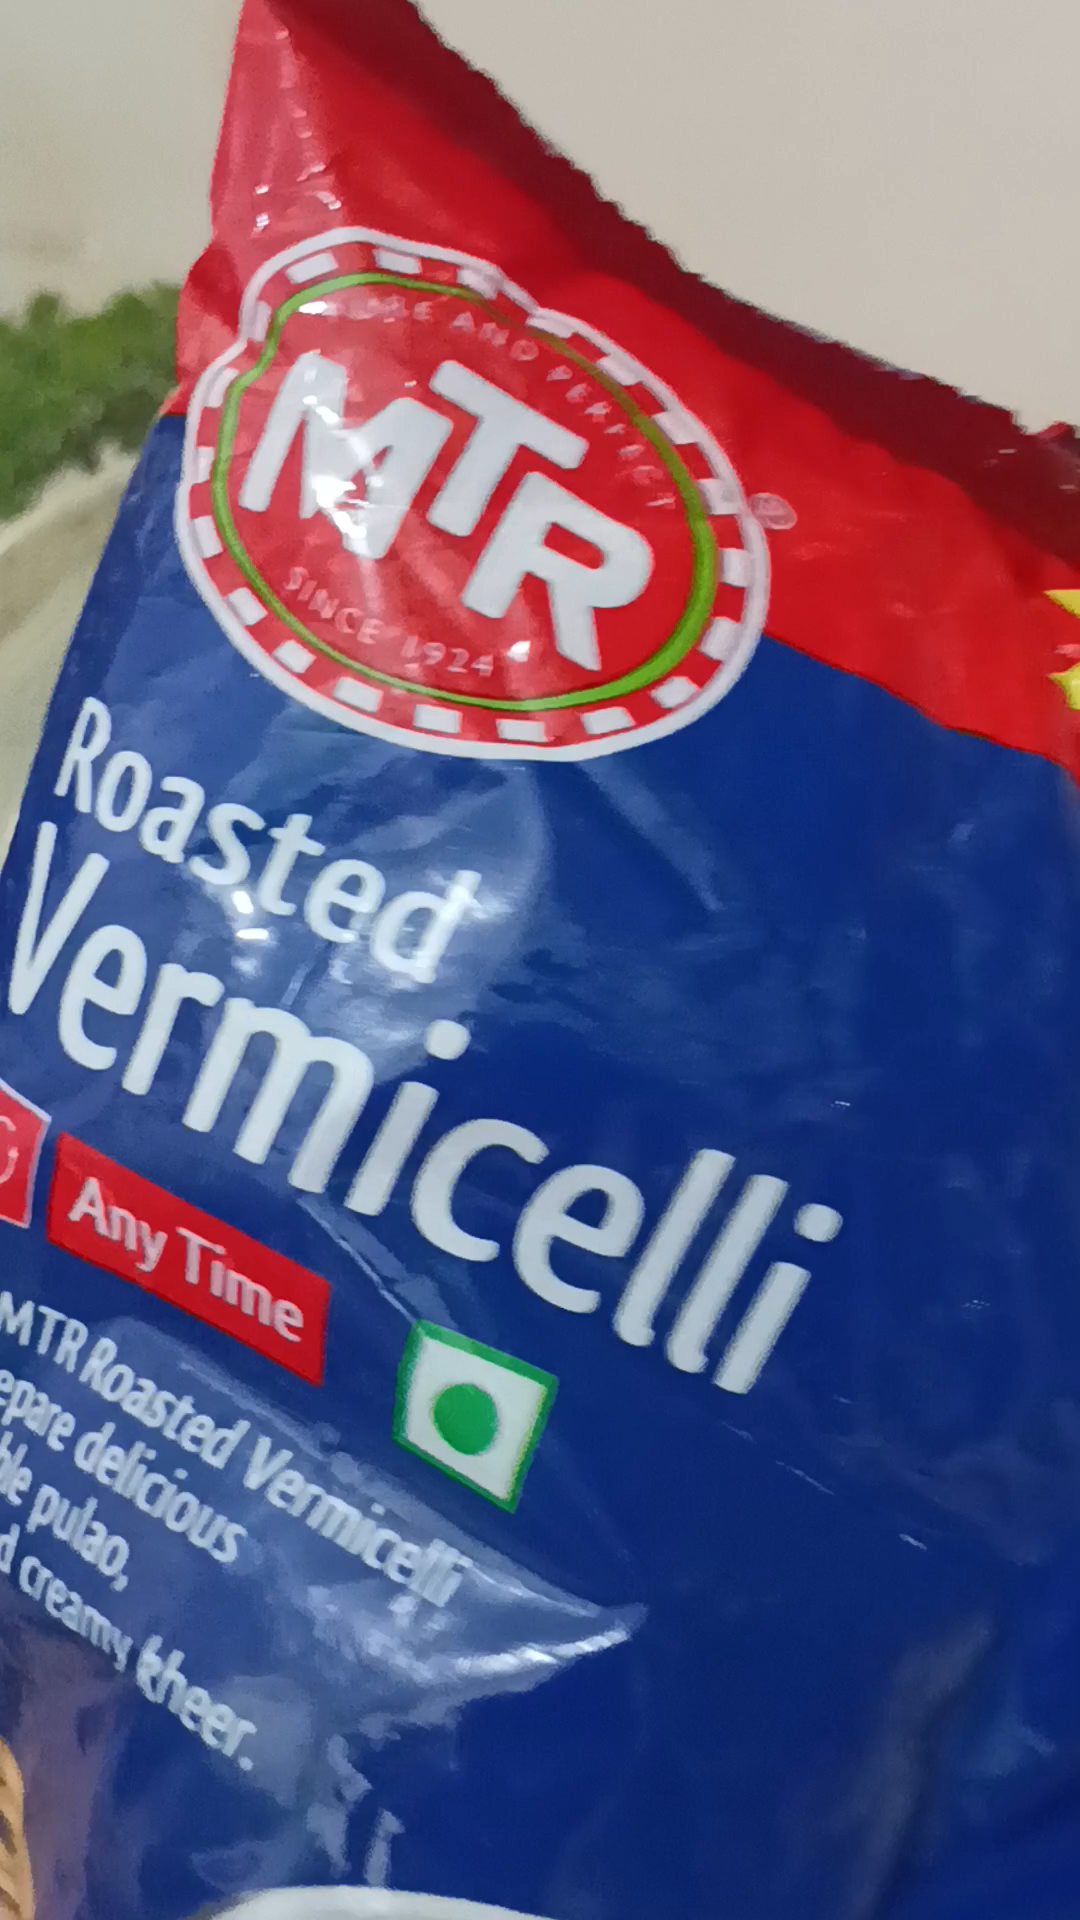 PURE AND PERFECT
MTR
SINCE 1924
Roasted
Vermicelli
Any Time
MTR Roasted Vermicelli
epare delicious
ble pulao,
d creamy kheer.